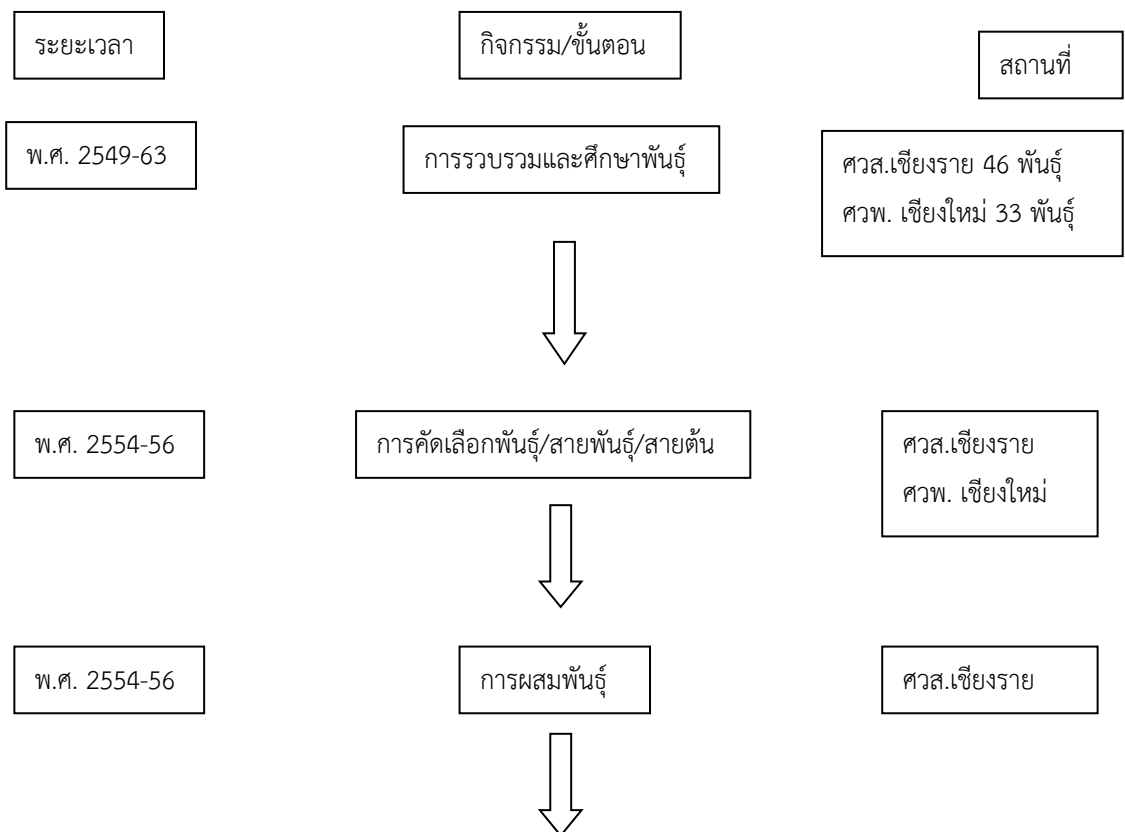 ระยะเวลา
กิจกรรม/ขั้นตอน
สถานที่
พ.ศ. 2549-63
การรวบรวมและศึกษาพันธุ์
ศวส.เชียงราย 46 พันธุ์
ศวพ. เชียงใหม่ 33 พันธุ์
พ.ศ. 2554-56
การคัดเลือกพันธุ์/สายพันธุ์/สายต้น
ศวส.เชียงราย
ศวพ. เชียงใหม่
พ.ศ. 2554-56
การผสมพันธุ์
ศวส.เชียงราย